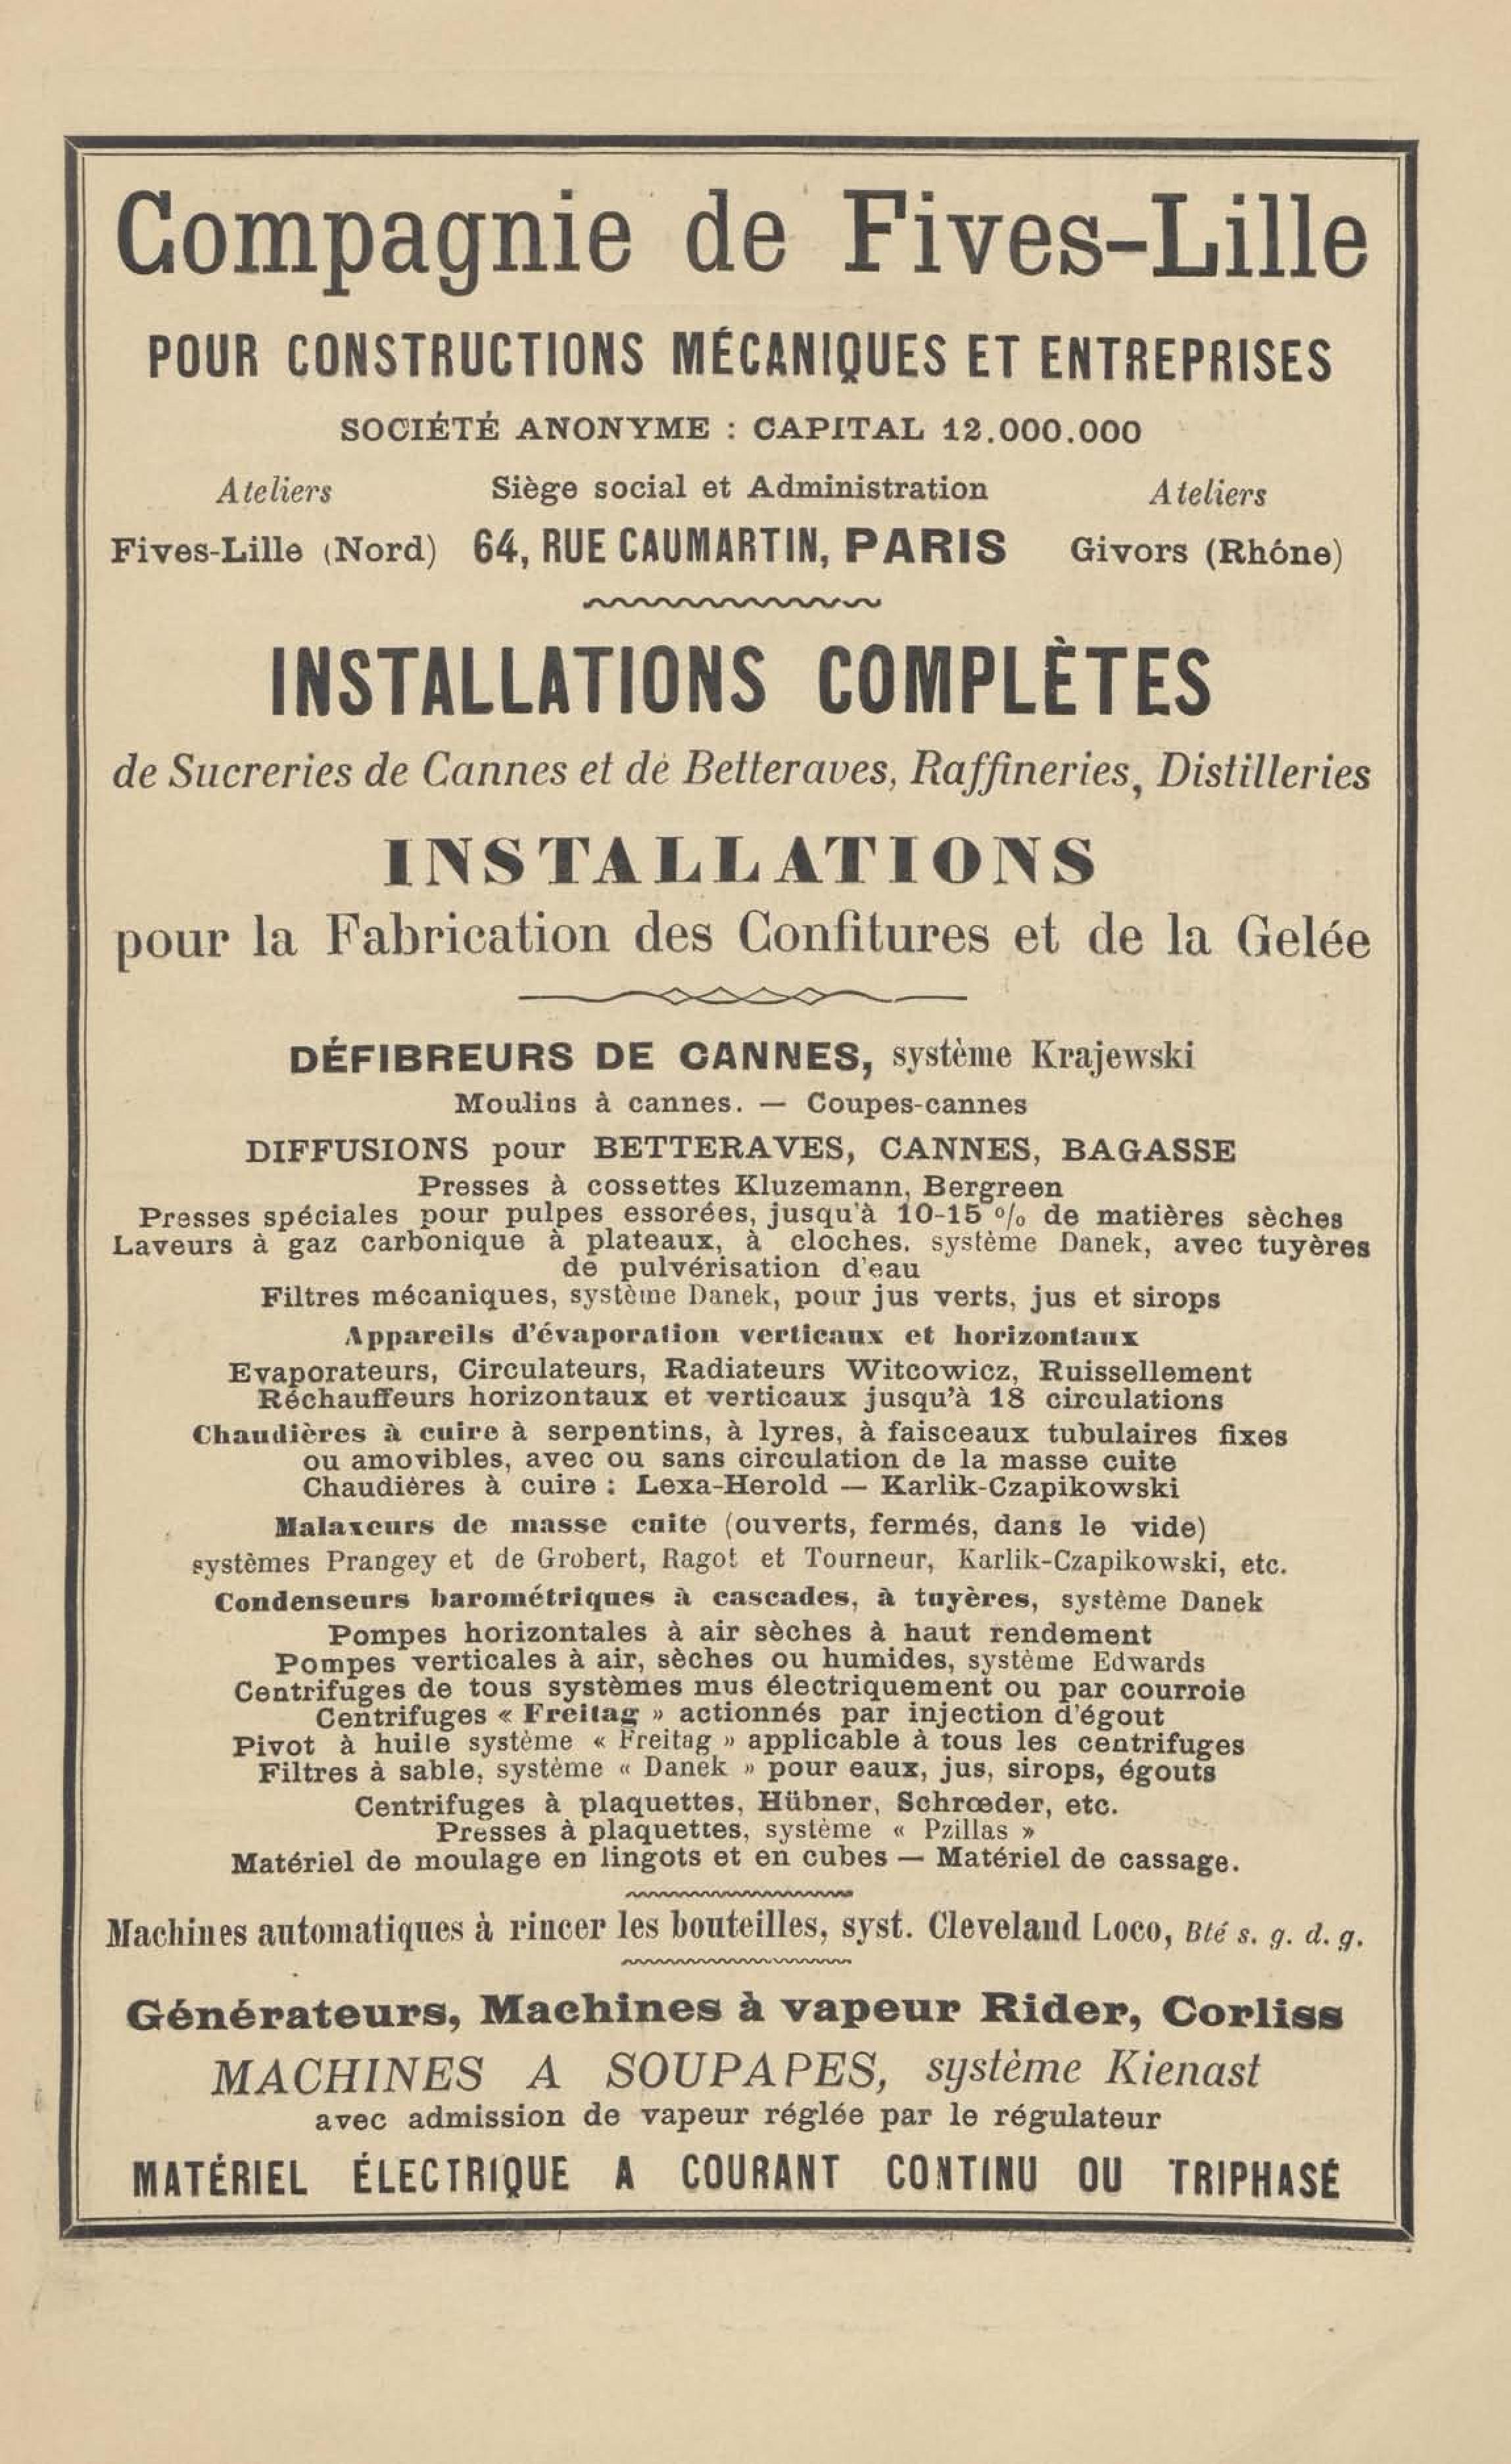 Compagnie de Fives-Lille
POUR CONSTRUCTIONS MÉCANIQUES ET ENTREPRISES
SOCIÉTÉ ANONYME : CAPITAL 12.000.000
Ateliers Siège social et Administration Ateliers
Fives-Lille (Nord) 64, RUE CAUMARTIN, PARIS Givors (Rhône)
INSTALLATIONS COMPLÈTES
de Sucreries de Cannes et de Betteraves, Raffineries, Distilleries
INSTALLATIONS
pour la Fabrication des Confitures et de la Gelée
DÉFIBREURS DE CANNES, système Krajewski
Moulins à cannes. — Coupes-cannes
DIFFUSIONS pour BETTERAVES, CANNES, BAGASSE
Presses à cossettes Kluzemann, Bergreen
Presses spéciales pour pulpes essorées, jusqu'à 10-15 % de matières sèches
Laveurs à gaz carbonique à plateaux, à cloches. système Danek, avec tuyères
de pulvérisation d'eau
Filtres mécaniques, système Danek, pour jus verts, jus et sirops
Appareils d'évaporation verticaux et horizontaux
Evaporateurs, Circulateurs, Radiateurs Witcowicz, Ruissellement
Réchauffeurs horizontaux et verticaux jusqu'à 18 circulations
Chaudières à cuire à serpentins, à lyres, à faisceaux tubulaires fixes
ou amovibles, avec ou sans circulation de la masse cuite
Chaudières à cuire : Lexa-Herold — Karlik-Czapikowski
Malaxeurs de masse cuite (ouverts, fermés, dans le vide)
systèmes Prangey et de Grobert, Ragot et Tourneur, Karlik-Czapikowski, etc.
Condenseurs barométriques à cascades, à tuyères, système Danek
Pompes horizontales à air sèches à haut rendement
Pompes verticales à air, sèches ou humides, système Edwards
Centrifuges de tous systèmes mus électriquement ou par courroie
Centrifuges « Freitag » actionnés par injection d'égout
Pivot à huile système « Freitag » applicable à tous les centrifuges
Filtres à sable, système « Danek » pour eaux, jus, sirops, égouts
Centrifuges à plaquettes, Hübner, Schrœder, etc.
Presses à plaquettes, système « Pzillas »
Matériel de moulage en lingots et en cubes — Matériel de cassage.
Machines automatiques à rincer les bouteilles, syst. Cleveland Loco, Bté s. g. d. g.
Générateurs, Machines à vapeur Rider, Corliss
MACHINES A SOUPAPES, système Kienast
avec admission de vapeur réglée par le régulateur
MATÉRIEL ÉLECTRIQUE A COURANT CONTINU OU TRIPHASÉ